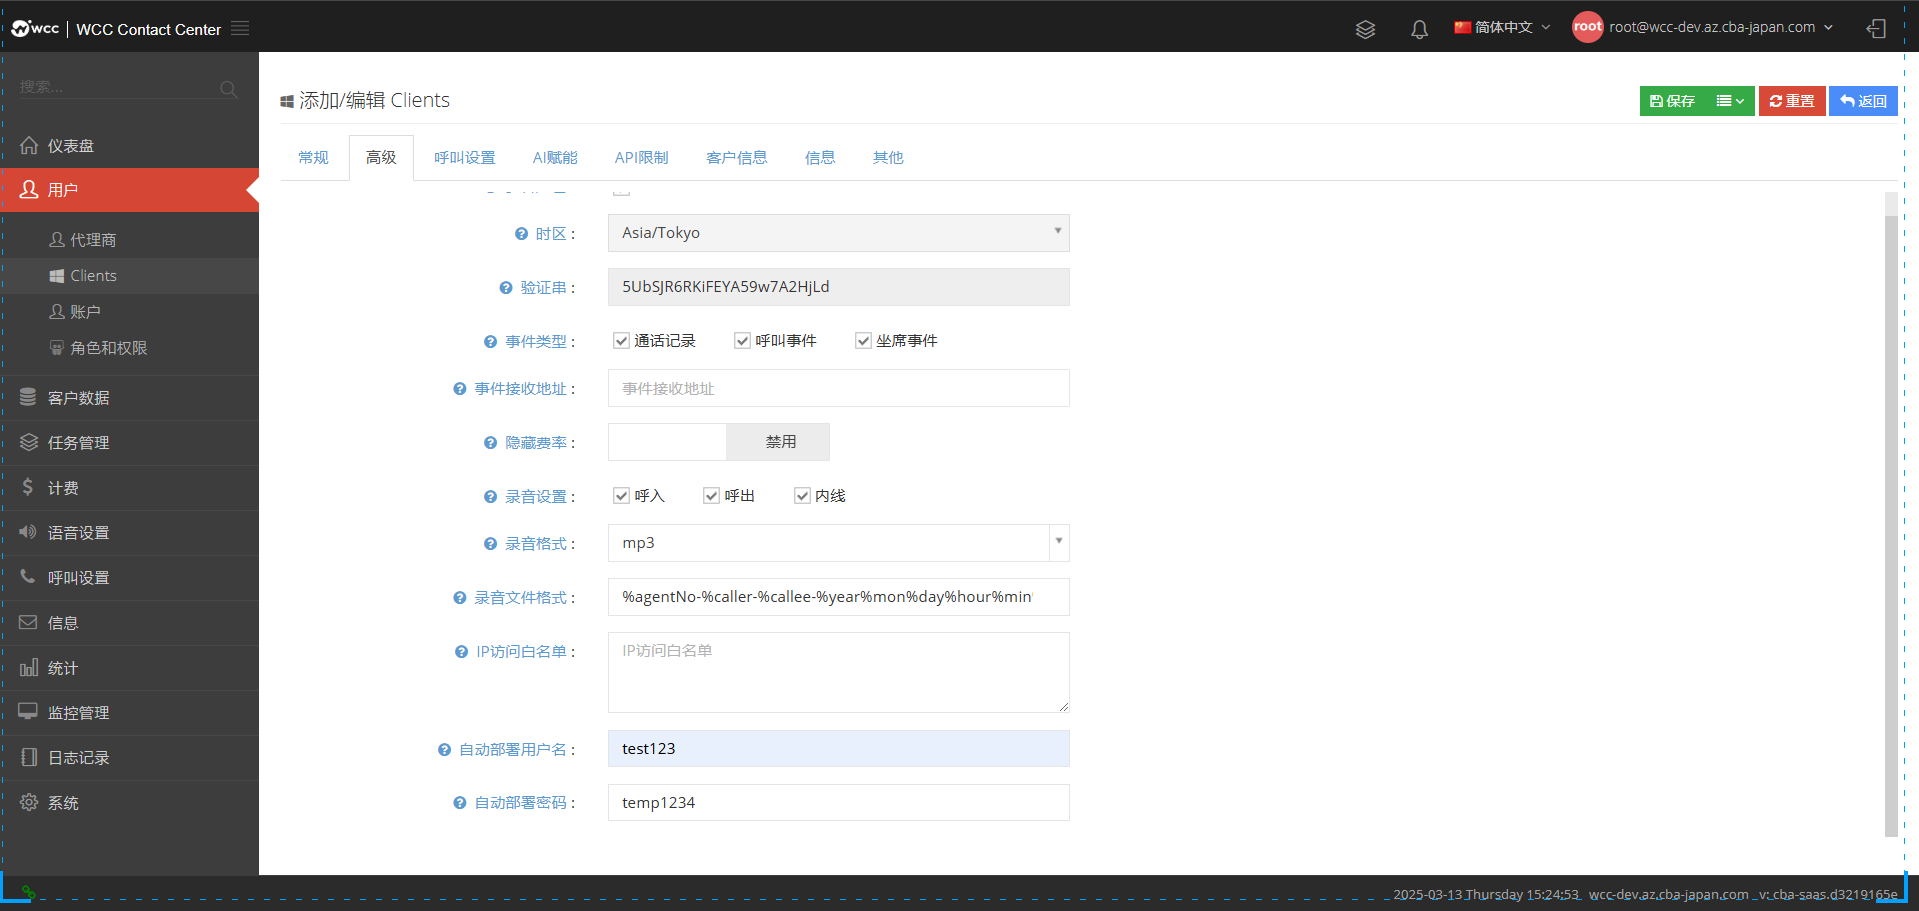 wcc | WCC Contact Center
简体中文
root
root@wcc-dev.az.cba-japan.com
搜索...
仪表盘
用户
代理商
Clients
账户
角色和权限
客户数据
任务管理
计费
语音设置
呼叫设置
信息
统计
监控管理
日志记录
系统
添加/编辑 Clients
保存
重置
返回
常规
高级
呼叫设置
AI赋能
API限制
客户信息
信息
其他
时区 :
Asia/Tokyo
验证串 :
5UbSJR6RKiFEYA59w7A2HjLd
事件类型 :
通话记录
呼叫事件
坐席事件
事件接收地址 :
事件接收地址
隐藏费率 :
禁用
录音设置 :
呼入
呼出
内线
录音格式 :
mp3
录音文件格式 :
%agentNo-%caller-%callee-%year%mon%day%hour%min
IP访问白名单 :
IP访问白名单
自动部署用户名 :
test123
自动部署密码 :
temp1234
2025-03-13 Thursday 15:24:53 wcc-dev.az.cba-japan.com v: cba-saas.d3219165e